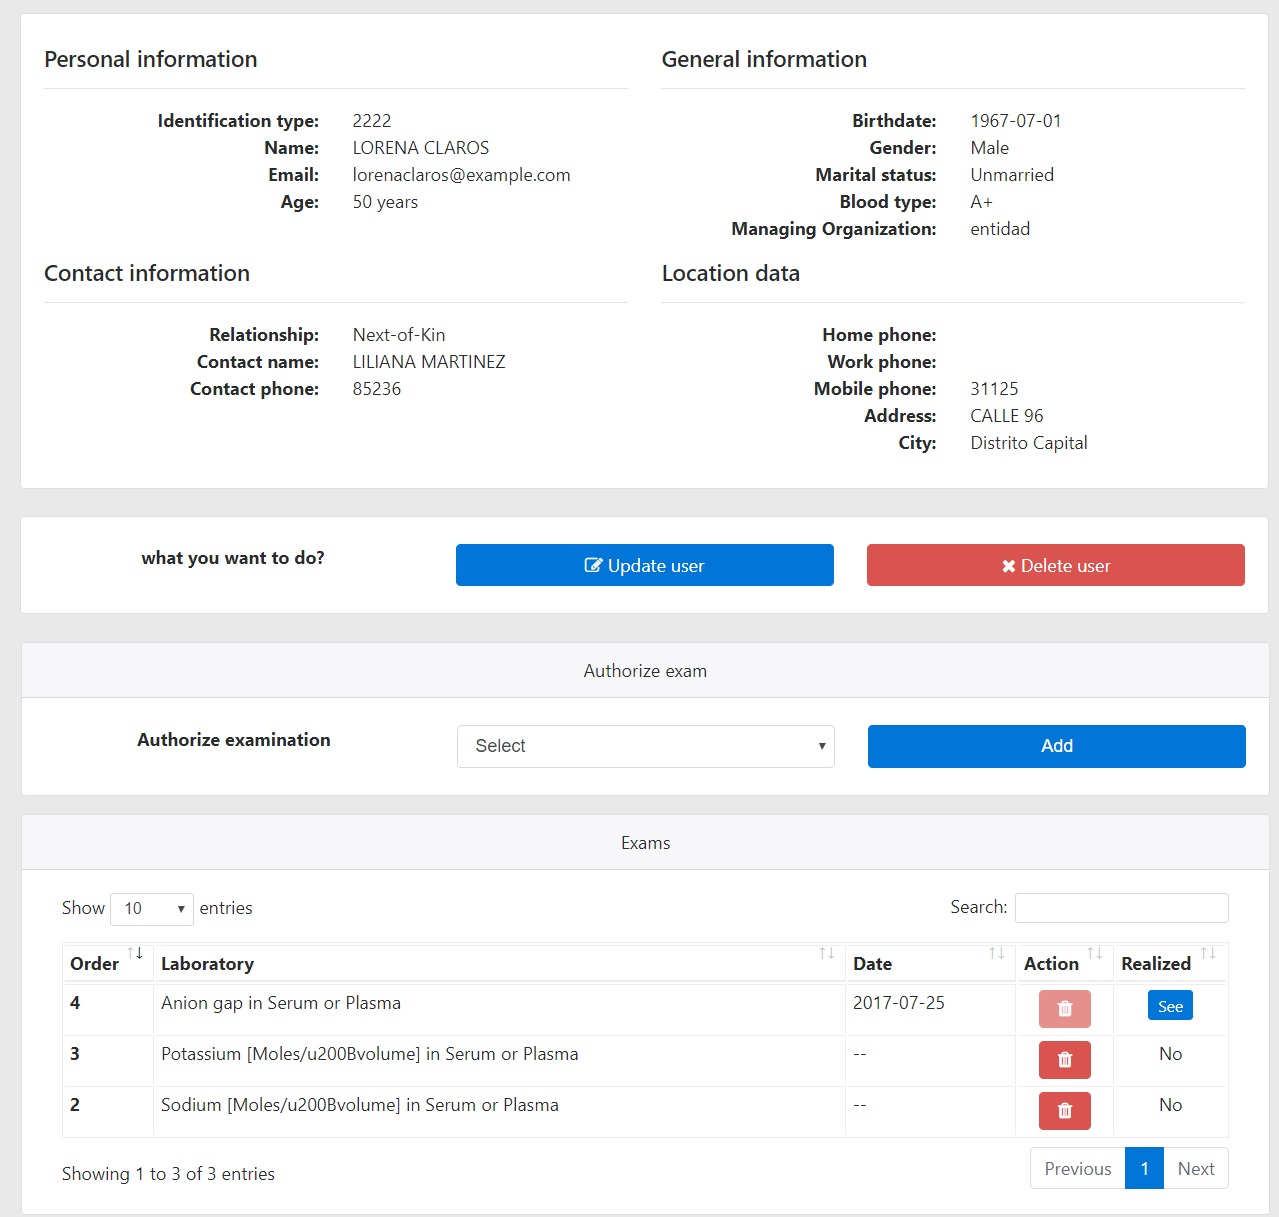 Personal information
Identification type: 2222
Name: LORENA CLAROS
Email: lorenaclaros@example.com
Age: 50 years
General information
Birthdate: 1967-07-01
Gender: Male
Marital status: Unmarried
Blood type: A+
Managing Organization: entidad
Contact information
Relationship: Next-of-Kin
Contact name: LILIANA MARTINEZ
Contact phone: 85236
Location data
Home phone:
Work phone:
Mobile phone: 31125
Address: CALLE 96
City: Distrito Capital
what you want to do? Update user Delete user
Authorize exam
Authorize examination Select Add
Exams
Show 10 entries Search:
Order Laboratory Date Action Realized
4 Anion gap in Serum or Plasma 2017-07-25 See
3 Potassium [Moles/u200Bvolume] in Serum or Plasma -- No
2 Sodium [Moles/u200Bvolume] in Serum or Plasma -- No
Showing 1 to 3 of 3 entries Previous 1 Next